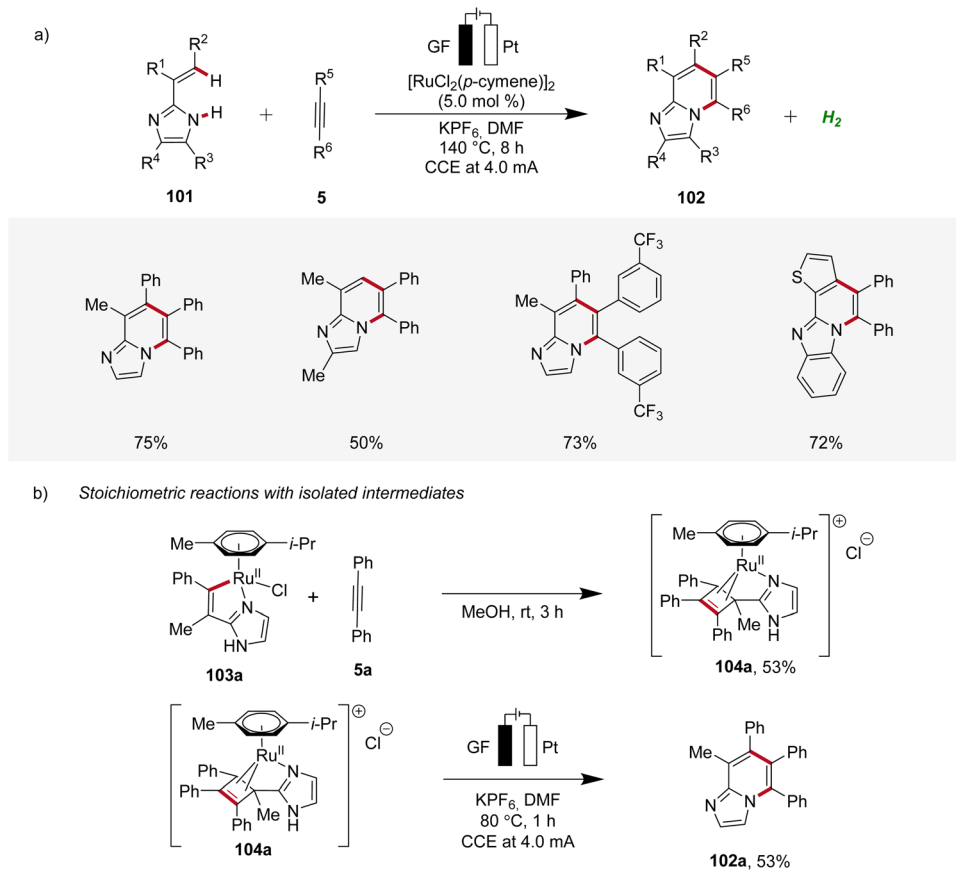 a)
R²
R¹
H
N
N
H
R⁴
R³
101
+
R⁵
R⁶
5
GF
Pt
[RuCl₂(p-cymene)]₂
(5.0 mol %)
KPF₆, DMF
140 °C, 8 h
CCE at 4.0 mA
R²
R¹
R⁵
R⁶
N
N
R⁴
R³
102
+
H₂
Ph
Me
Ph
N
N
Ph
75%
Me
Ph
N
Ph
N
Me
50%
CF₃
Ph
Me
N
N
CF₃
73%
S
Ph
N
Ph
N
72%
b) Stoichiometric reactions with isolated intermediates
Me
i-Pr
Ph
Ruᴵᴵ
Cl
N
Me
HN
103a
+
Ph
Ph
5a
MeOH, rt, 3 h
Me
i-Pr
Ruᴵᴵ
N
Ph
Ph
Me
N
H
Ph
⊕
Cl⊖
104a, 53%
Me
i-Pr
Ruᴵᴵ
N
Ph
Ph
Me
N
H
Ph
⊕
Cl⊖
104a
GF
Pt
KPF₆, DMF
80 °C, 1 h
CCE at 4.0 mA
Ph
Me
Ph
N
N
Ph
102a, 53%